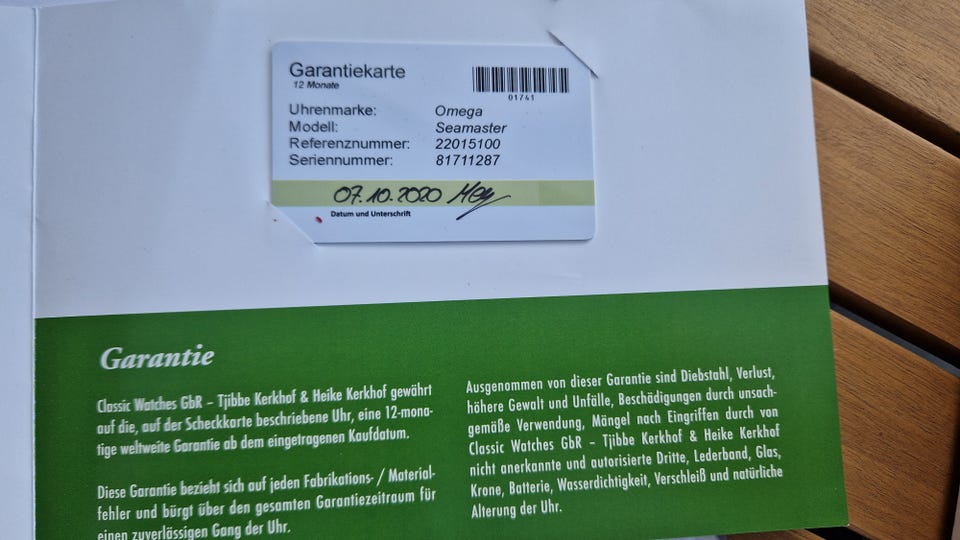 Garantiekarte
12 Monate
01741
Uhrenmarke: Omega
Modell: Seamaster
Referenznummer: 22015100
Seriennummer: 81711287
07.10.2020
Datum und Unterschrift
Garantie
Classic Watches GbR – Tjibbe Kerkhof & Heike Kerkhof gewährt
auf die, auf der Scheckkarte beschriebene Uhr, eine 12-mona-
tige weltweite Garantie ab dem eingetragenen Kaufdatum.
Diese Garantie bezieht sich auf jeden Fabrikations- / Material-
fehler und bürgt über den gesamten Garantiezeitraum für
einen zuverlässigen Gang der Uhr.
Ausgenommen von dieser Garantie sind Diebstahl, Verlust,
höhere Gewalt und Unfälle, Beschädigungen durch unsach-
gemäße Verwendung, Mängel nach Eingriffen durch von
Classic Watches GbR – Tjibbe Kerkhof & Heike Kerkhof
nicht anerkannte und autorisierte Dritte, Lederband, Glas,
Krone, Batterie, Wasserdichtigkeit, Verschleiß und natürliche
Alterung der Uhr.